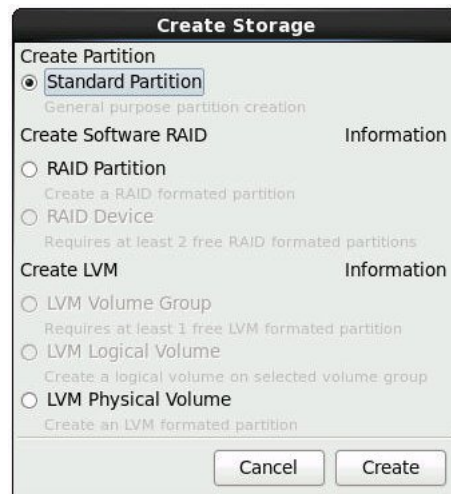 Create Storage
Create Partition
Standard Partition
General purpose partition creation
Create Software RAID Information
RAID Partition
Create a RAID formated partition
RAID Device
Requires at least 2 free RAID formated partitions
Create LVM Information
LVM Volume Group
Requires at least 1 free LVM formated partition
LVM Logical Volume
Create a logical volume on selected volume group
LVM Physical Volume
Create an LVM formated partition
Cancel Create